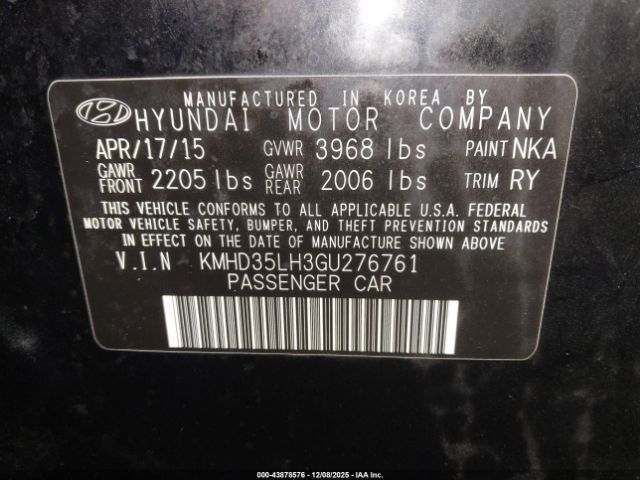 MANUFACTURED IN KOREA BY
HYUNDAI MOTOR COMPANY
APR/17/15 GVWR 3968 lbs PAINT NKA
GAWR FRONT 2205 lbs GAWR REAR 2006 lbs TRIM RY
THIS VEHICLE CONFORMS TO ALL APPLICABLE U.S.A. FEDERAL
MOTOR VEHICLE SAFETY, BUMPER, AND THEFT PREVENTION STANDARDS
IN EFFECT ON THE DATE OF MANUFACTURE SHOWN ABOVE
V.I.N KMHD35LH3GU276761
PASSENGER CAR
000-43878576 - 12/08/2025 - IAAI.COM